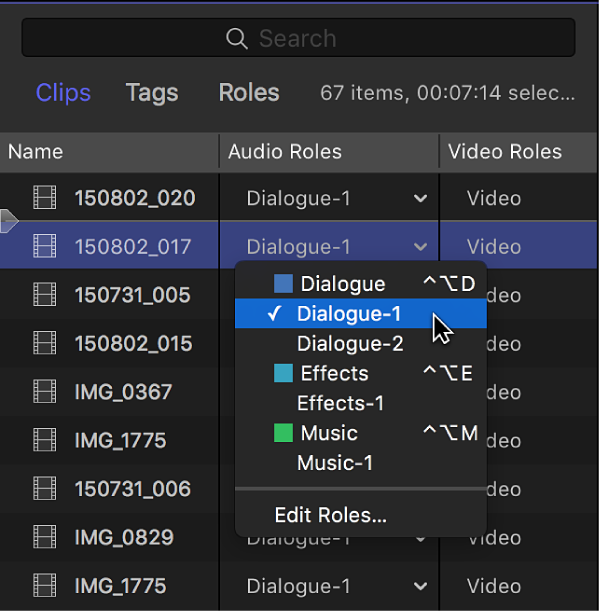 Search
Clips Tags Roles 67 items, 00:07:14 selec...
Name Audio Roles Video Roles
150802_020 Dialogue-1 Video
150802_017 Dialogue-1 Video
Dialogue ^⌥D
150731_005 deo
✓ Dialogue-1
150802_015 Dialogue-2 deo
Effects ^⌥E
IMG_0367 deo
Effects-1
IMG_1775 Music ^⌥M deo
Music-1
150731_006 deo
Edit Roles...
IMG_0829 Dialogue-1 Video
IMG_1775 Dialogue-1 Video